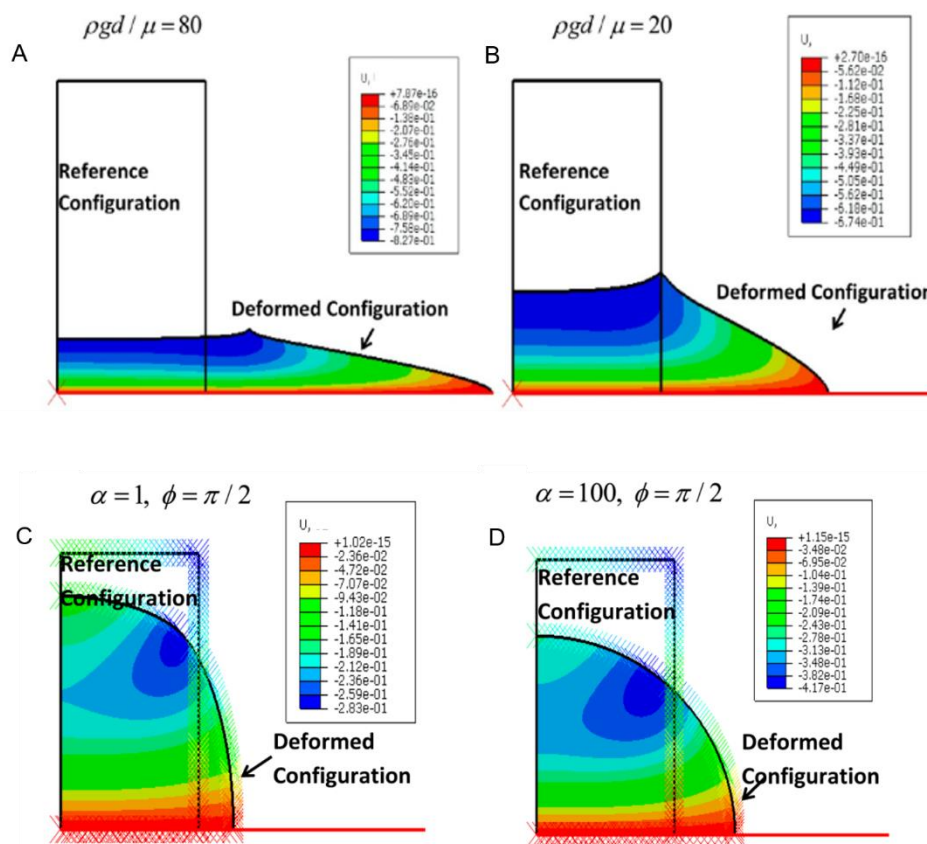 ρgd / μ = 80
ρgd / μ = 20
A
B
U,
+7.87e-16
-6.89e-02
-1.38e-01
-2.07e-01
-2.76e-01
-3.45e-01
-4.14e-01
-4.83e-01
-5.52e-01
-6.20e-01
-6.89e-01
-7.58e-01
-8.27e-01
U,
+2.70e-16
-5.62e-02
-1.12e-01
-1.68e-01
-2.25e-01
-2.81e-01
-3.37e-01
-3.93e-01
-4.49e-01
-5.05e-01
-5.62e-01
-6.18e-01
-6.74e-01
Reference
Configuration
Reference
Configuration
Deformed Configuration
Deformed Configuration
α = 1, ϕ = π / 2
α = 100, ϕ = π / 2
C
D
U,
+1.02e-15
-2.36e-02
-4.72e-02
-7.07e-02
-9.43e-02
-1.18e-01
-1.41e-01
-1.65e-01
-1.89e-01
-2.12e-01
-2.36e-01
-2.59e-01
-2.83e-01
U,
+1.15e-15
-3.48e-02
-6.95e-02
-1.04e-01
-1.39e-01
-1.74e-01
-2.09e-01
-2.43e-01
-2.78e-01
-3.13e-01
-3.48e-01
-3.82e-01
-4.17e-01
Reference
Configuration
Reference
Configuration
Deformed
Configuration
Deformed
Configuration